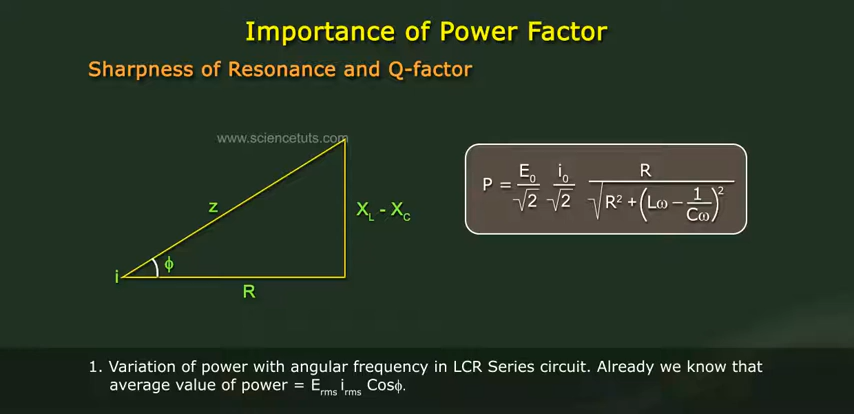 Importance of Power Factor
Sharpness of Resonance and Q-factor
www.sciencetuts.com
z
X_L - X_C
i
ϕ
R
P = E₀/√2 i₀/√2 R/√(R² + (Lω − 1/Cω)²)
1. Variation of power with angular frequency in LCR Series circuit. Already we know that
average value of power = E_rms i_rms Cosϕ.